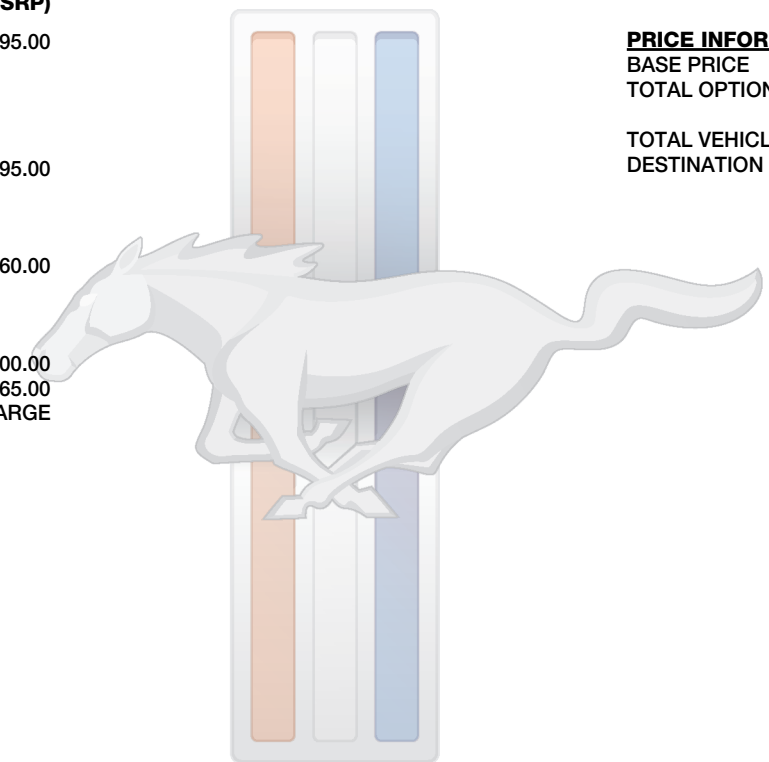 SRP)
95.00
95.00
60.00
00.00
65.00
ARGE
PRICE INFOR
BASE PRICE
TOTAL OPTION
TOTAL VEHICL
DESTINATION